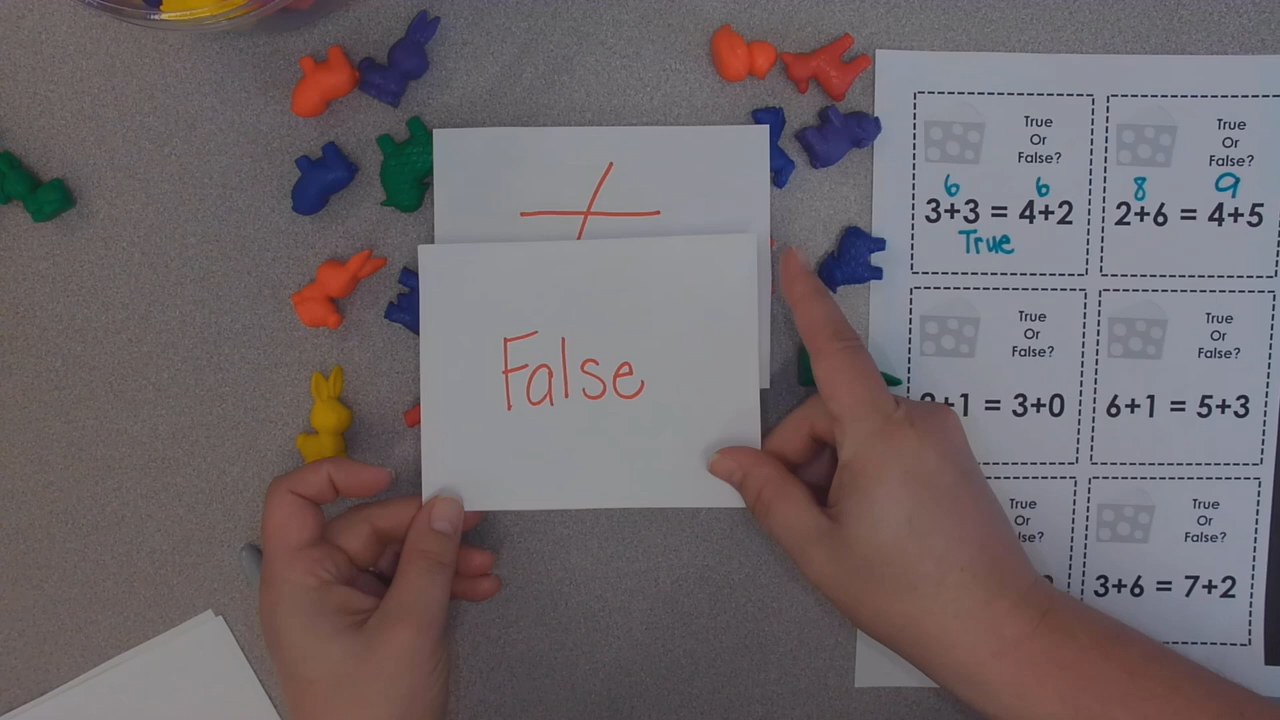 ≠
False
True
Or
False?
6 6
3+3 = 4+2
True
True
Or
False?
8 9
2+6 = 4+5
True
Or
False?
+1 = 3+0
True
Or
False?
6+1 = 5+3
True
Or
True
Or
False?
3+6 = 7+2